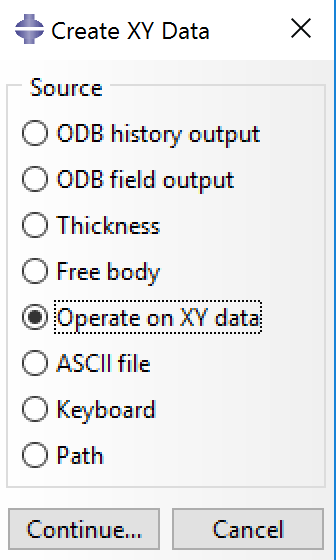 Create XY Data
Source
ODB history output
ODB field output
Thickness
Free body
Operate on XY data
ASCII file
Keyboard
Path
Continue... Cancel